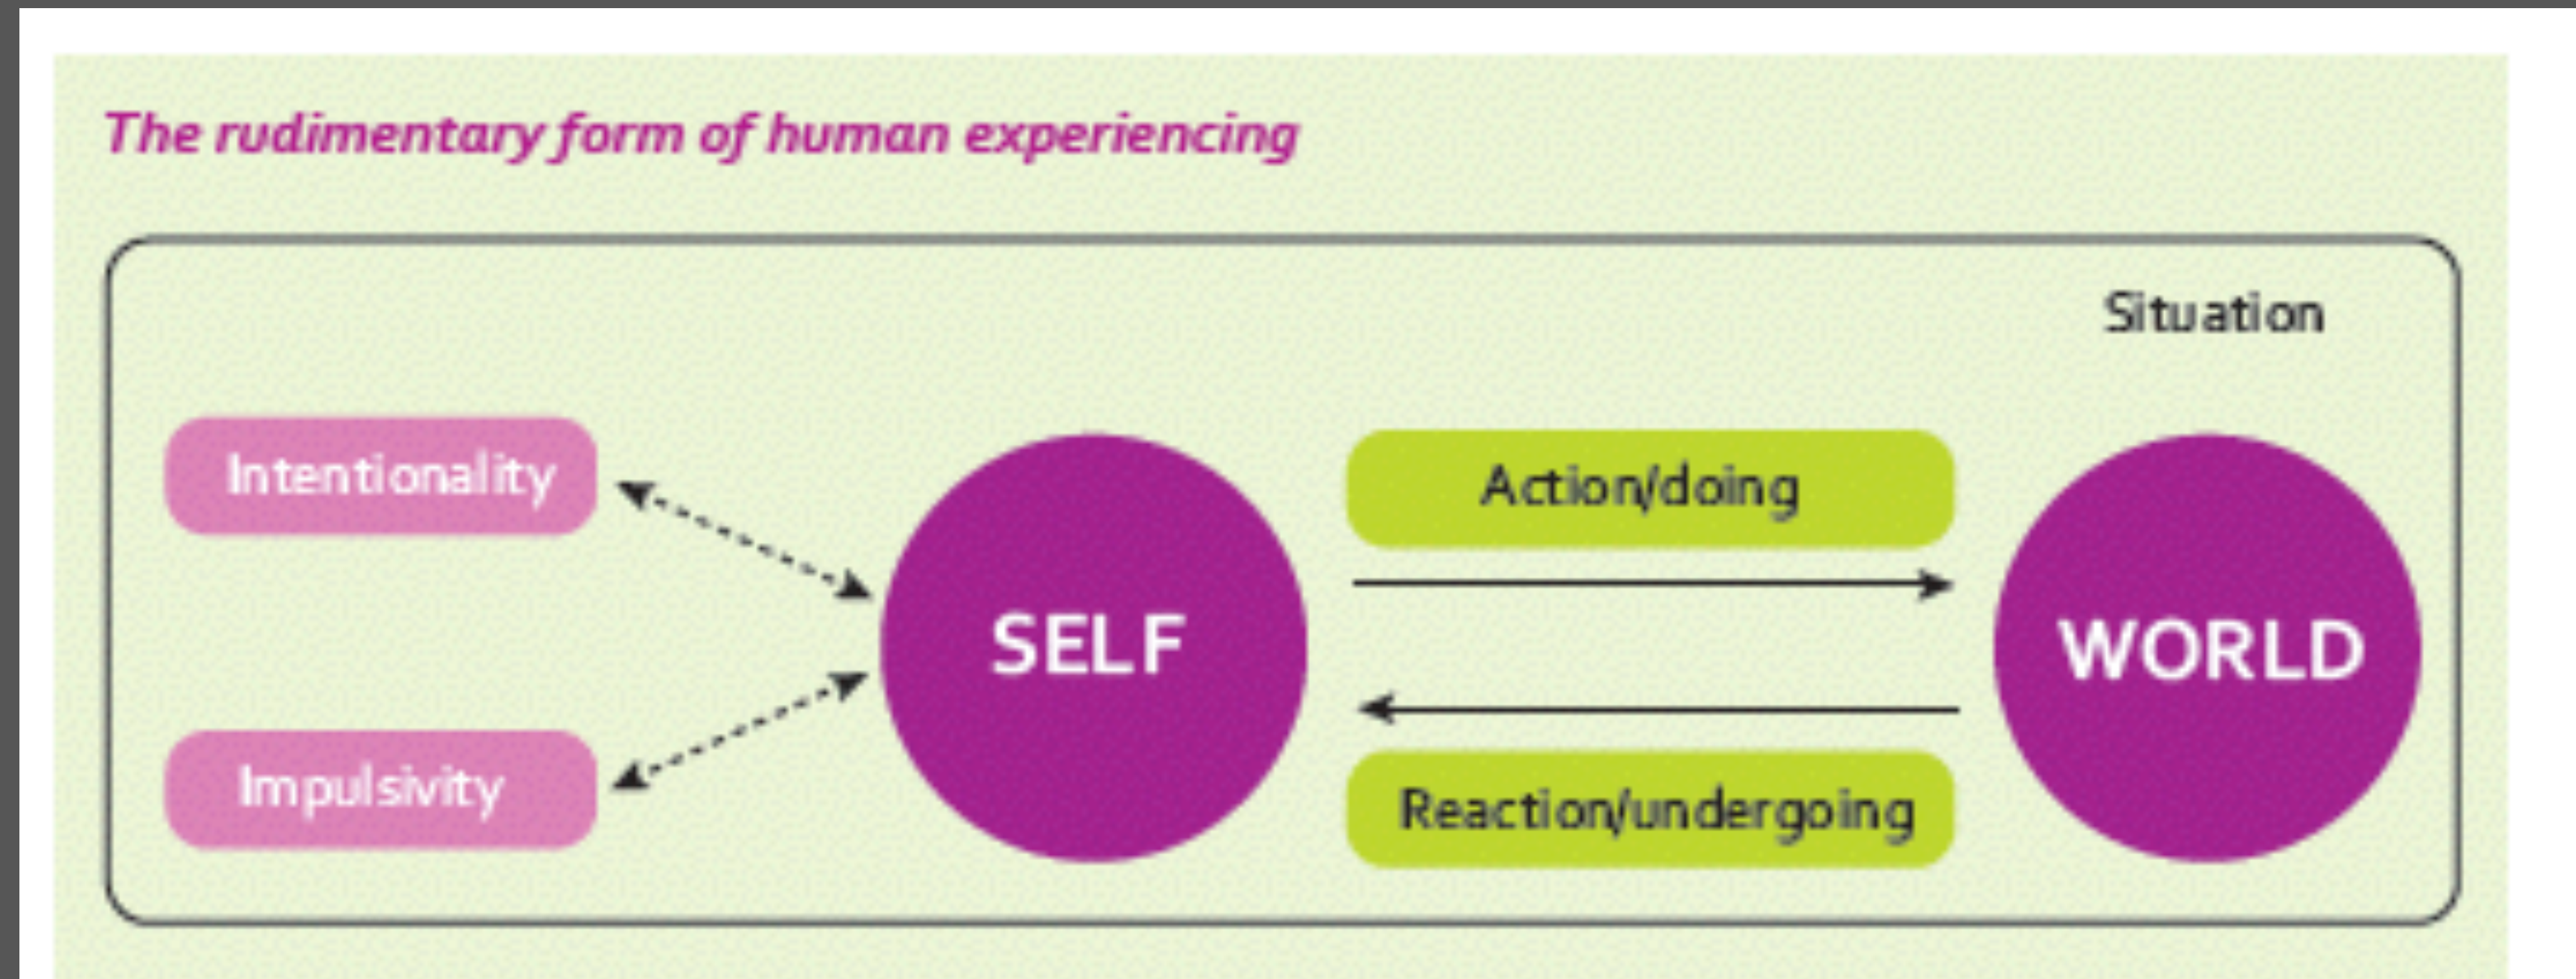 The rudimentary form of human experiencing
Situation
Intentionality
Action/doing
SELF
WORLD
Impulsivity
Reaction/undergoing